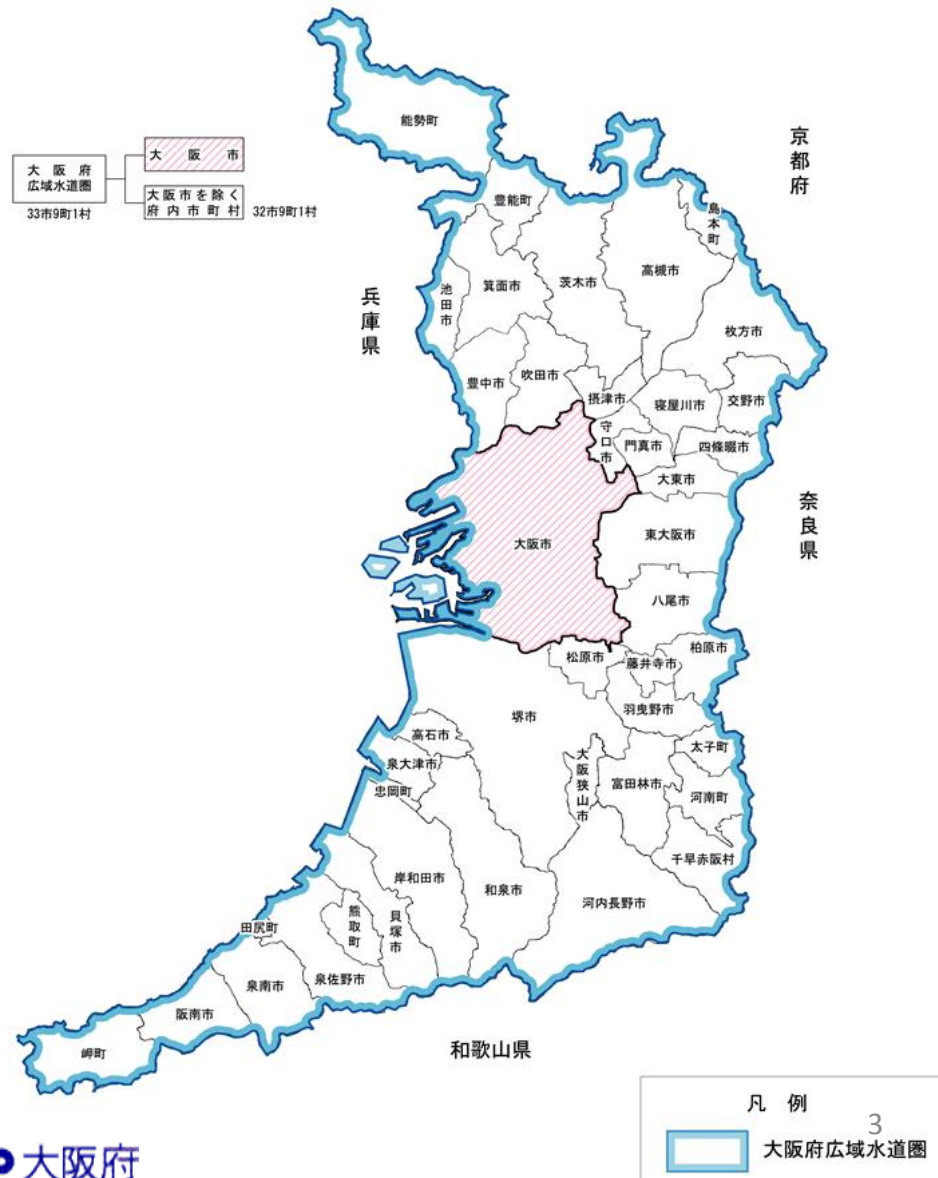 能勢町
京都府
大阪市
大阪府
広域水道圏
33市9町1村
大阪市を除く
府内市町村
32市9町1村
豊能町
島本町
高槻市
茨木市
箕面市
池田市
兵庫県
枚方市
吹田市
豊中市
摂津市
寝屋川市
交野市
守口市
門真市
四條畷市
大東市
奈良県
大阪市
東大阪市
八尾市
柏原市
松原市
藤井寺市
羽曳野市
堺市
高石市
太子町
泉大津市
大阪狭山市
富田林市
忠岡町
河南町
千早赤阪村
岸和田市
和泉市
河内長野市
熊取町
貝塚市
田尻町
泉佐野市
泉南市
阪南市
岬町
和歌山県
凡例
3
大阪府広域水道圏
大阪府